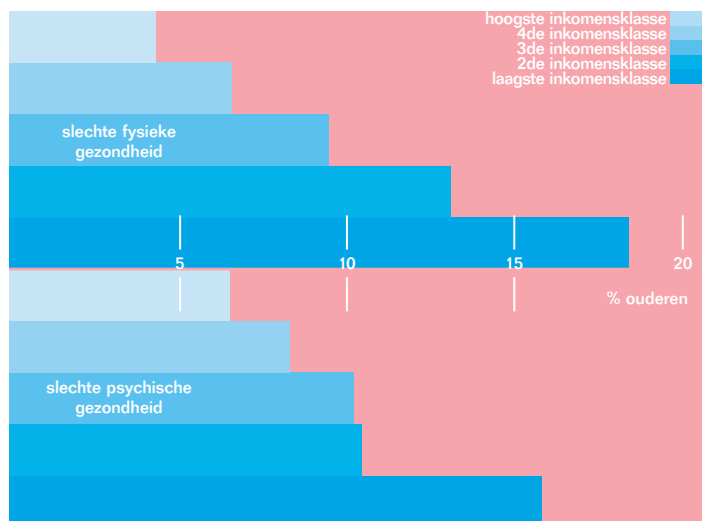 hoogste inkomensklasse
4de inkomensklasse
3de inkomensklasse
2de inkomensklasse
laagste inkomensklasse
slechte fysieke
gezondheid
5 10 15 20
% ouderen
slechte psychische
gezondheid